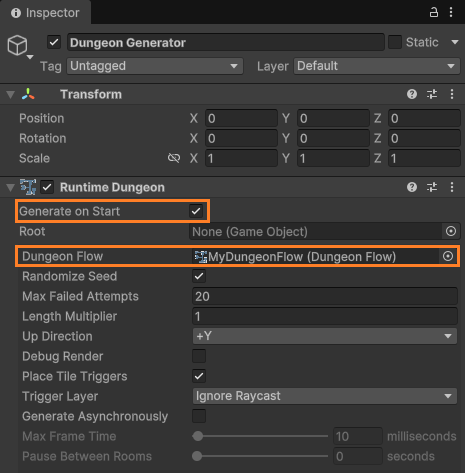 Inspector
Dungeon Generator Static
Tag Untagged Layer Default
Transform
Position X 0 Y 0 Z 0
Rotation X 0 Y 0 Z 0
Scale X 1 Y 1 Z 1
Runtime Dungeon
Generate on Start
Root None (Game Object)
Dungeon Flow MyDungeonFlow (Dungeon Flow)
Randomize Seed
Max Failed Attempts 20
Length Multiplier 1
Up Direction +Y
Debug Render
Place Tile Triggers
Trigger Layer Ignore Raycast
Generate Asynchronously
Max Frame Time 10 milliseconds
Pause Between Rooms 0 seconds